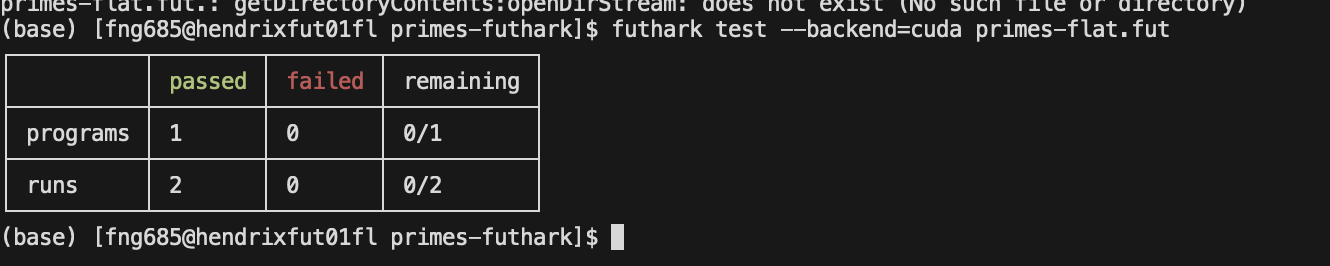 primes-flat.fut.: getDirectoryContents:openDirStream: does not exist (No such file or directory)
(base) [fng685@hendrixfut01fl primes-futhark]$ futhark test --backend=cuda primes-flat.fut
passed failed remaining
programs 1 0 0/1
runs 2 0 0/2
(base) [fng685@hendrixfut01fl primes-futhark]$